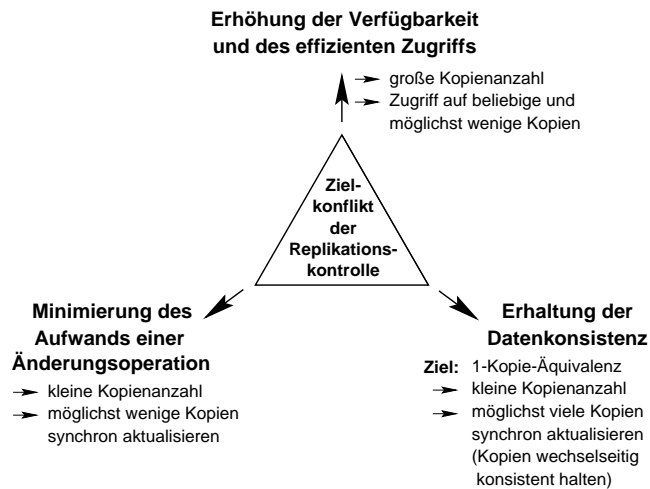 Erhöhung der Verfügbarkeit
und des effizienten Zugriffs
große Kopienanzahl
Zugriff auf beliebige und
möglichst wenige Kopien
Ziel-
konflikt
der
Replikations-
kontrolle
Minimierung des
Aufwands einer
Änderungsoperation
kleine Kopienanzahl
möglichst wenige Kopien
synchron aktualisieren
Erhaltung der
Datenkonsistenz
Ziel: 1-Kopie-Äquivalenz
kleine Kopienanzahl
möglichst viele Kopien
synchron aktualisieren
(Kopien wechselseitig
konsistent halten)